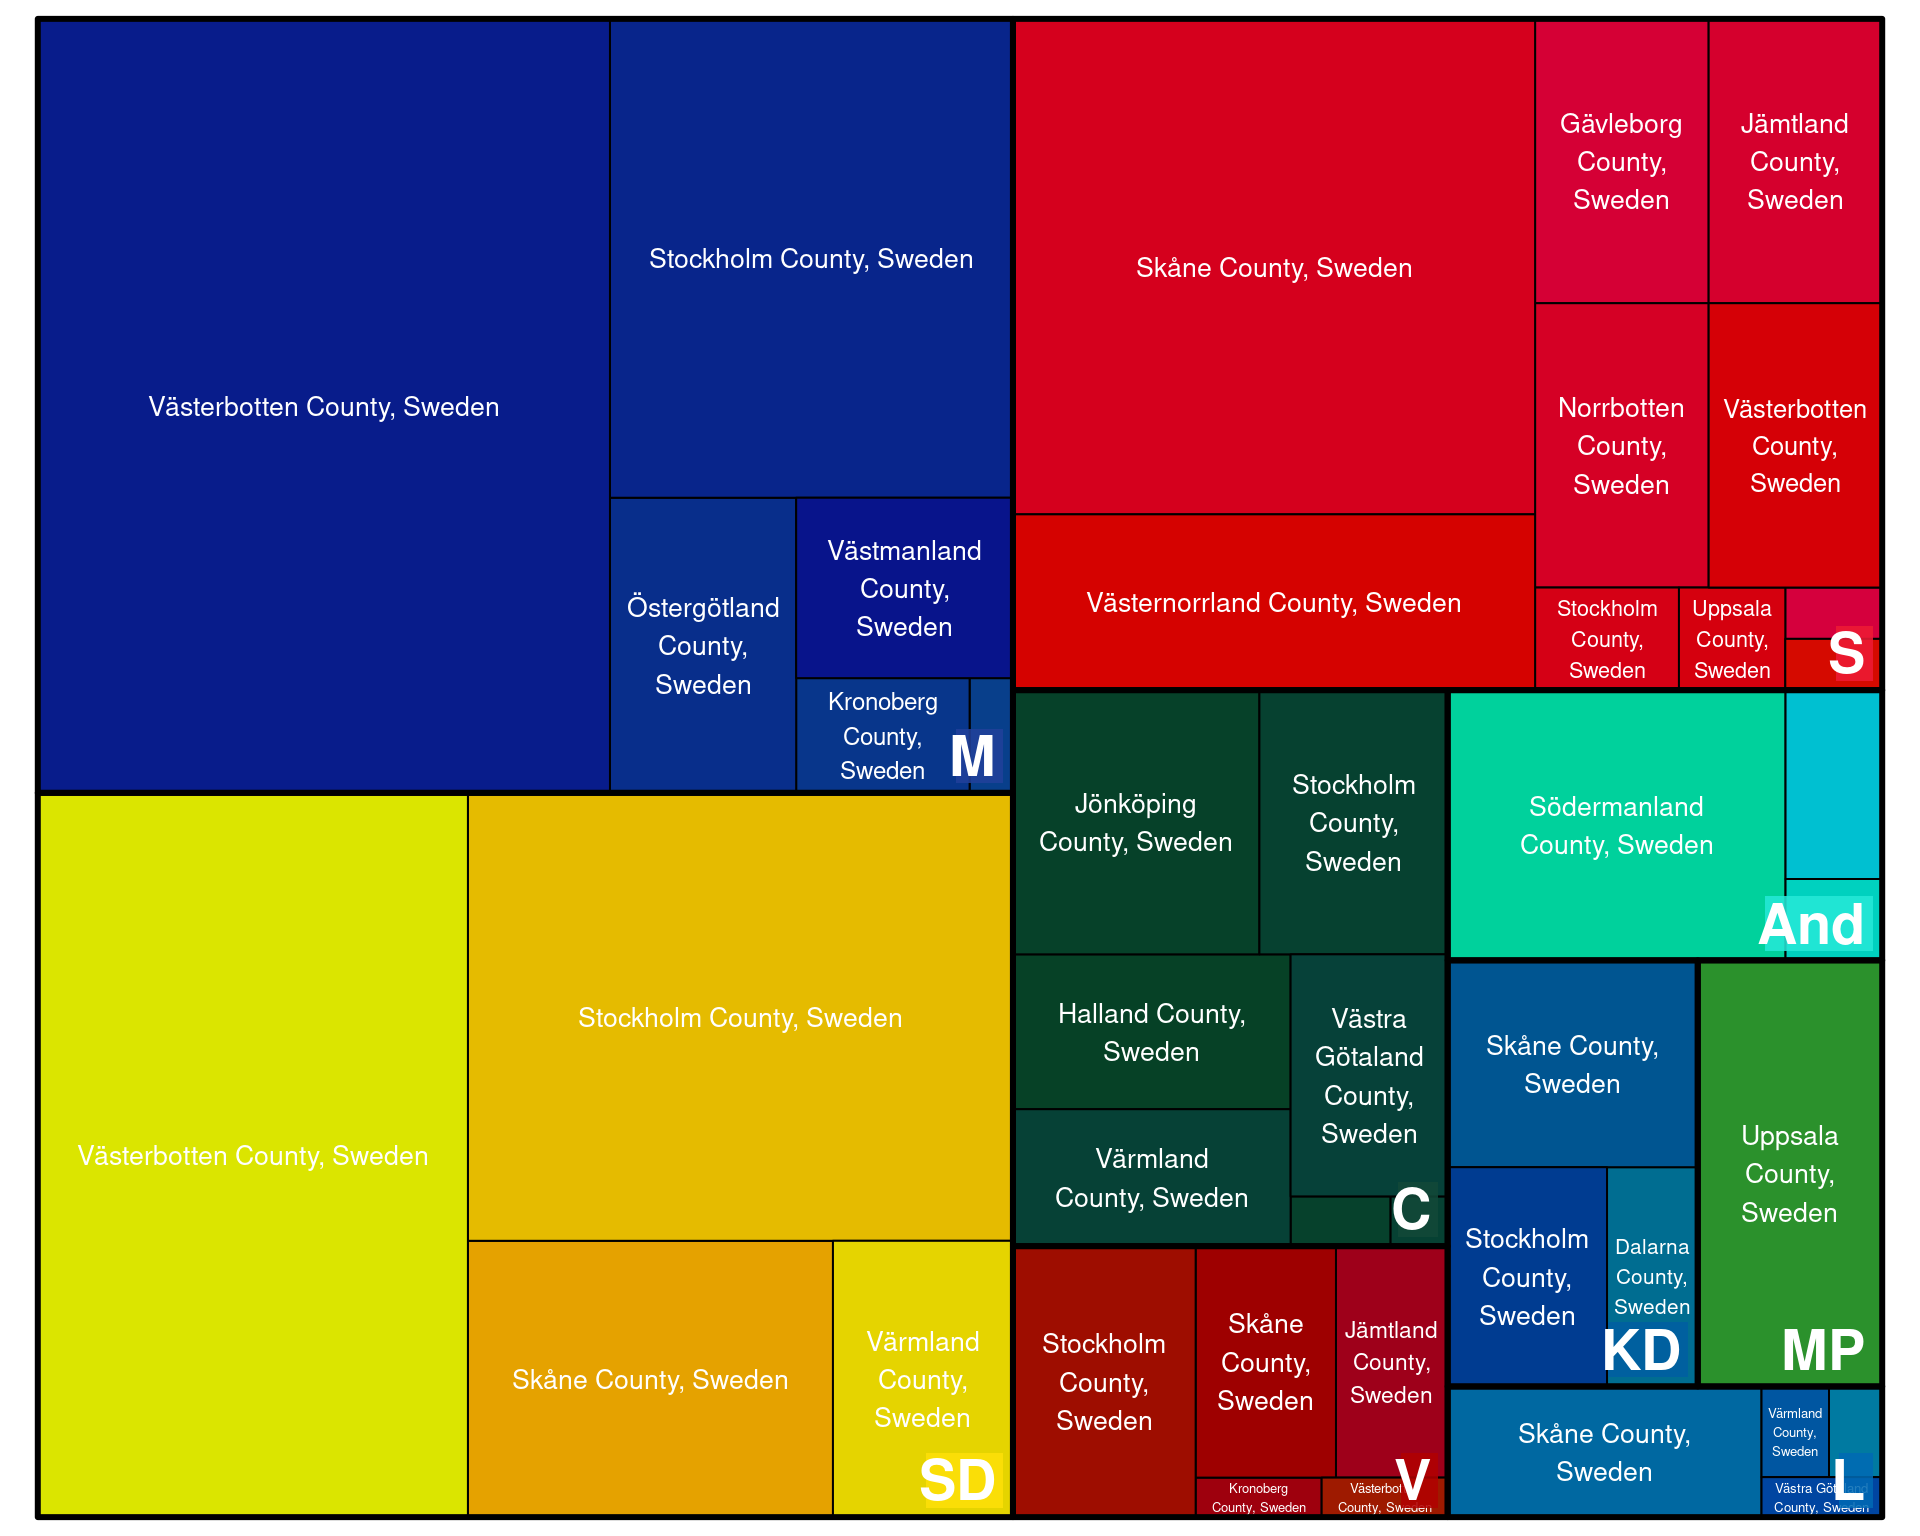 Västerbotten County, Sweden
Stockholm County, Sweden
Östergötland
County,
Sweden
Västmanland
County,
Sweden
Kronoberg
County,
Sweden
M
Skåne County, Sweden
Västernorrland County, Sweden
Gävleborg
County,
Sweden
Jämtland
County,
Sweden
Norrbotten
County,
Sweden
Västerbotten
County,
Sweden
Stockholm
County,
Sweden
Uppsala
County,
Sweden
S
Västerbotten County, Sweden
Stockholm County, Sweden
Skåne County, Sweden
Värmland
County,
Sweden
SD
Jönköping
County, Sweden
Stockholm
County,
Sweden
Halland County,
Sweden
Västra
Götaland
County,
Sweden
Värmland
County, Sweden
C
Södermanland
County, Sweden
And
Skåne County,
Sweden
Stockholm
County,
Sweden
Dalarna
County,
Sweden
KD
Uppsala
County,
Sweden
MP
Stockholm
County,
Sweden
Skåne
County,
Sweden
Jämtland
County,
Sweden
Kronoberg
County, Sweden
County, Sweden
V
Skåne County,
Sweden
Värmland
County,
Sweden
Västra
County, Sweden
L